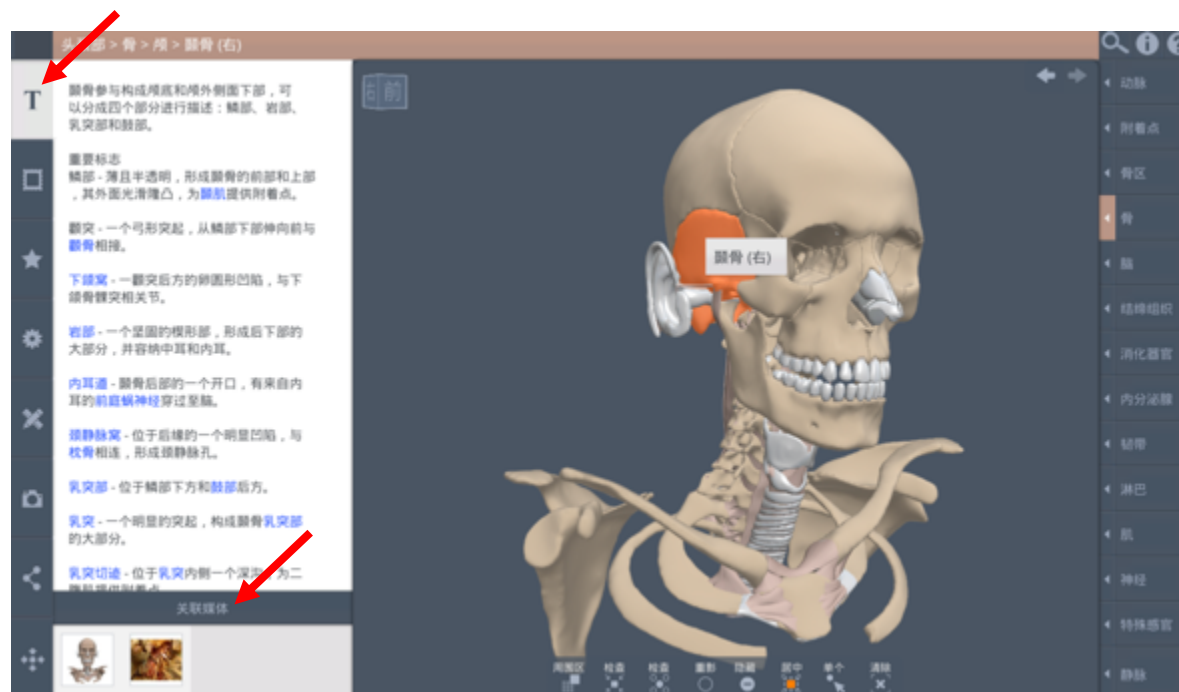 头颈部 > 骨 > 颅 > 颞骨 (右)
T
颞骨参与构成颅底和颅外侧面下部，可
以分成四个部分进行描述：鳞部、岩部、
乳突部和鼓部。
重要标志
鳞部 - 薄且半透明，形成颞骨的前部和上部
，其外面光滑隆凸，为颞肌提供附着点。
颧突 - 一个弓形突起，从鳞部下部伸向前与
颧骨相接。
下颌窝 - 一颧突后方的卵圆形凹陷，与下
颌骨髁突相关节。
岩部 - 一个坚固的楔形部，形成后下部的
大部分，并容纳中耳和内耳。
内耳道 - 颞骨后部的一个开口，有来自内
耳的前庭蜗神经穿过至脑。
颈静脉窝 - 位于后缘的一个明显凹陷，与
枕骨相连，形成颈静脉孔。
乳突部 - 位于鳞部下方和鼓部后方。
乳突 - 一个明显的突起，构成颞骨乳突部
的大部分。
乳突切迹 - 位于乳突内侧一个深沟，为二
腹肌提供附着点
关联媒体
右 前
颞骨 (右)
周围区 检查 检查 重影 隐藏 居中 单个 清除
动脉
附着点
骨区
骨
脑
结缔组织
消化器官
内分泌腺
韧带
淋巴
肌
神经
特殊感官
静脉